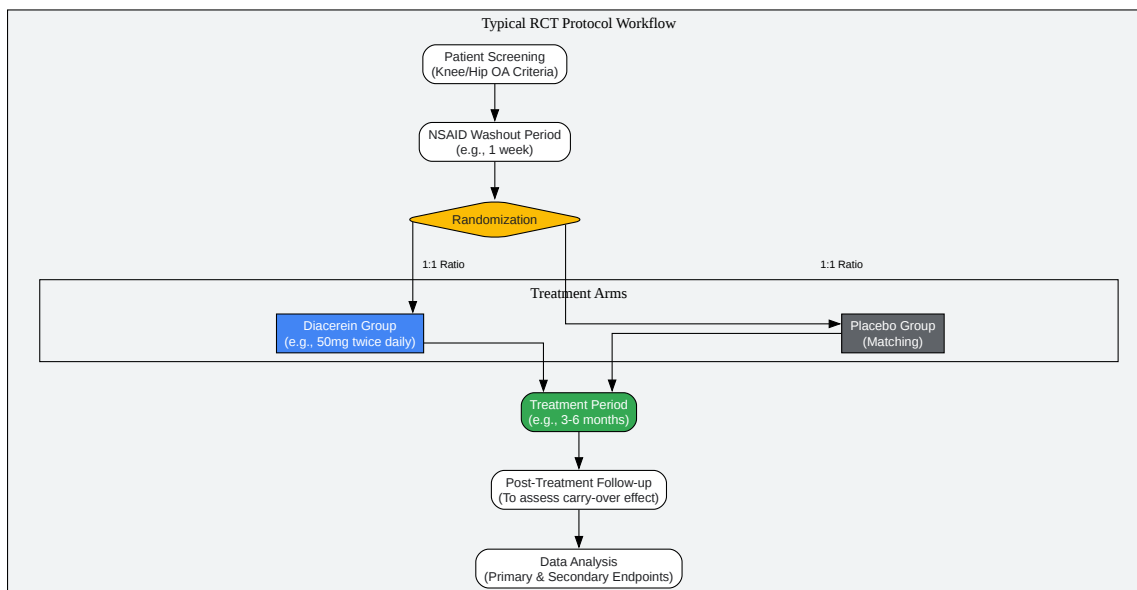 Typical RCT Protocol Workflow
Patient Screening
(Knee/Hip OA Criteria)
NSAID Washout Period
(e.g., 1 week)
Randomization
1:1 Ratio
1:1 Ratio
Treatment Arms
Diacerein Group
(e.g., 50mg twice daily)
Placebo Group
(Matching)
Treatment Period
(e.g., 3-6 months)
Post-Treatment Follow-up
(To assess carry-over effect)
Data Analysis
(Primary & Secondary Endpoints)